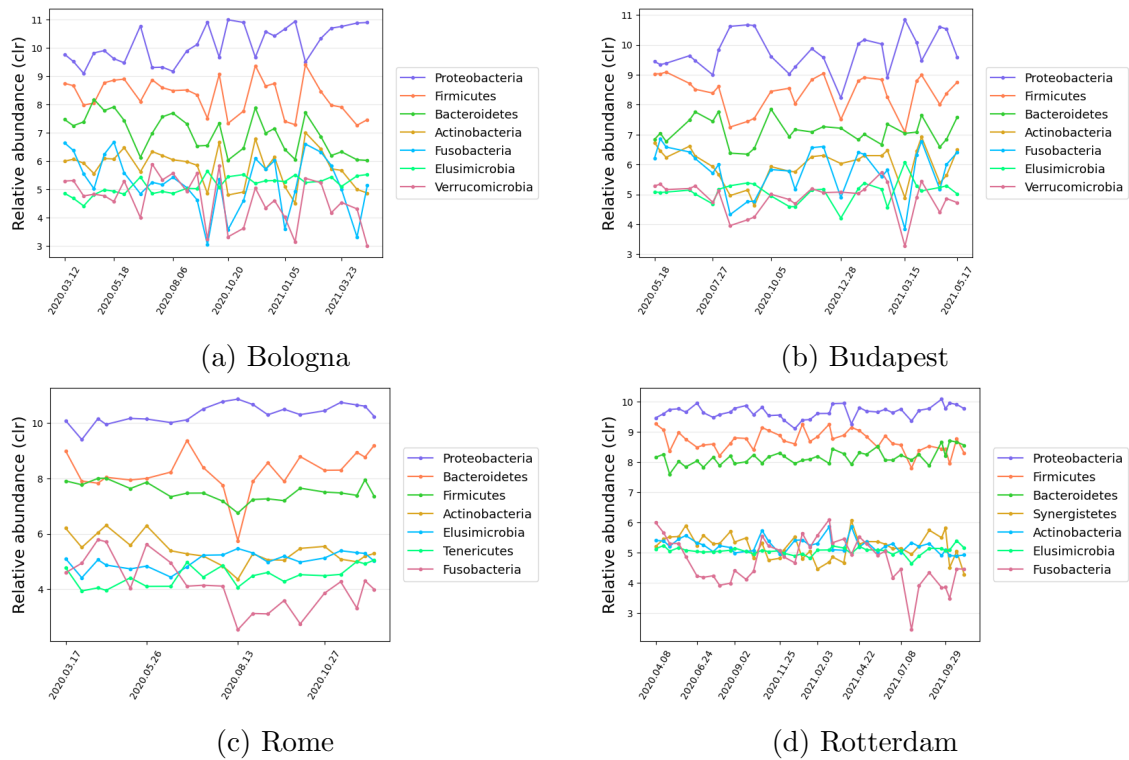 Relative abundance (clr)
11
10
9
8
7
6
5
4
3
2020.03.12
2020.05.18
2020.08.06
2020.10.20
2021.01.05
2021.03.23
Proteobacteria
Firmicutes
Bacteroidetes
Actinobacteria
Fusobacteria
Elusimicrobia
Verrucomicrobia
(a) Bologna
Relative abundance (clr)
11
10
9
8
7
6
5
4
3
2020.05.18
2020.07.27
2020.10.05
2020.12.28
2021.03.15
2021.05.17
Proteobacteria
Firmicutes
Bacteroidetes
Actinobacteria
Fusobacteria
Elusimicrobia
Verrucomicrobia
(b) Budapest
Relative abundance (clr)
10
8
6
4
2020.03.17
2020.05.26
2020.08.13
2020.10.27
Proteobacteria
Bacteroidetes
Firmicutes
Actinobacteria
Elusimicrobia
Tenericutes
Fusobacteria
(c) Rome
Relative abundance (clr)
10
9
8
7
6
5
4
3
2020.04.08
2020.06.24
2020.09.02
2020.11.25
2021.02.03
2021.04.22
2021.07.08
2021.09.29
Proteobacteria
Firmicutes
Bacteroidetes
Synergistetes
Actinobacteria
Elusimicrobia
Fusobacteria
(d) Rotterdam